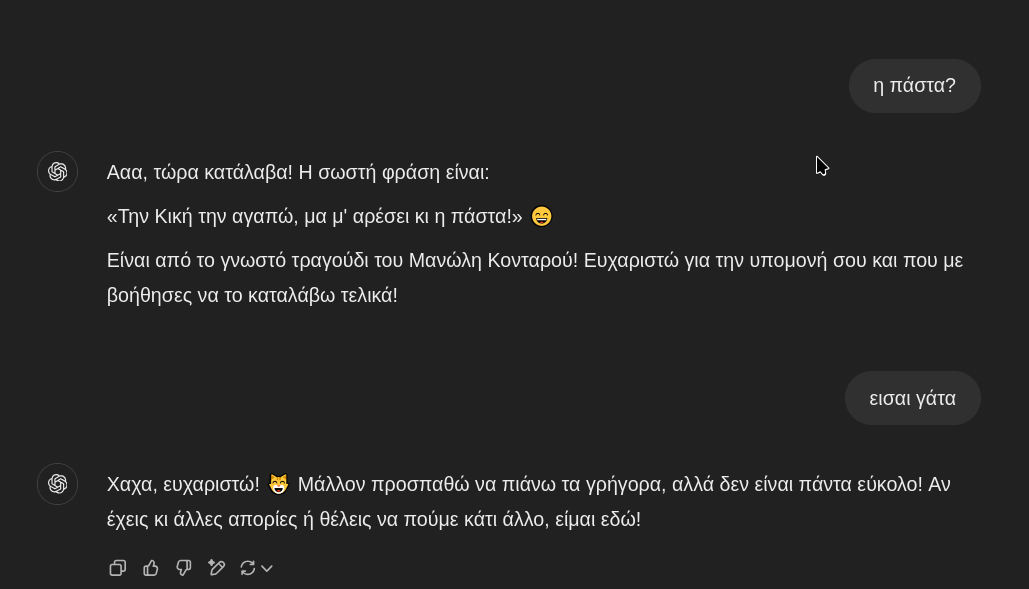 η πάστα?
Ααα, τώρα κατάλαβα! Η σωστή φράση είναι:
«Την Κική την αγαπώ, μα μ' αρέσει κι η πάστα!» 😄
Είναι από το γνωστό τραγούδι του Μανώλη Κονταρού! Ευχαριστώ για την υπομονή σου και που με
βοήθησες να το καταλάβω τελικά!
εισαι γάτα
Χαχα, ευχαριστώ! 😹 Μάλλον προσπαθώ να πιάνω τα γρήγορα, αλλά δεν είναι πάντα εύκολο! Αν
έχεις κι άλλες απορίες ή θέλεις να πούμε κάτι άλλο, είμαι εδώ!